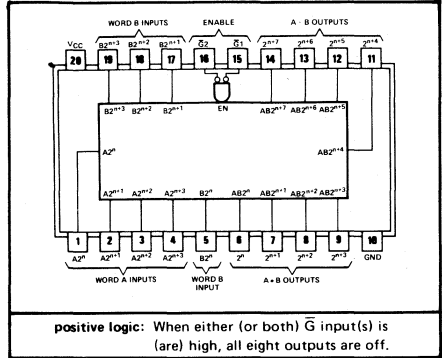 WORD B INPUTS ENABLE A · B OUTPUTS
VCC B2ⁿ⁺³ B2ⁿ⁺² B2ⁿ⁺¹ G̅2 G̅1 2ⁿ⁺⁷ 2ⁿ⁺⁶ 2ⁿ⁺⁵ 2ⁿ⁺⁴
20 19 18 17 16 15 14 13 12 11
B2ⁿ⁺³ B2ⁿ⁺² B2ⁿ⁺¹ EN AB2ⁿ⁺⁷ AB2ⁿ⁺⁶ AB2ⁿ⁺⁵
A2ⁿ AB2ⁿ⁺⁴
A2ⁿ⁺¹ A2ⁿ⁺² A2ⁿ⁺³ B2ⁿ AB2ⁿ AB2ⁿ⁺¹ AB2ⁿ⁺² AB2ⁿ⁺³
1 2 3 4 5 6 7 8 9 10
A2ⁿ A2ⁿ⁺¹ A2ⁿ⁺² A2ⁿ⁺³ B2ⁿ 2ⁿ 2ⁿ⁺¹ 2ⁿ⁺² 2ⁿ⁺³ GND
WORD A INPUTS WORD B INPUT A • B OUTPUTS
positive logic: When either (or both) G̅ input(s) is
(are) high, all eight outputs are off.